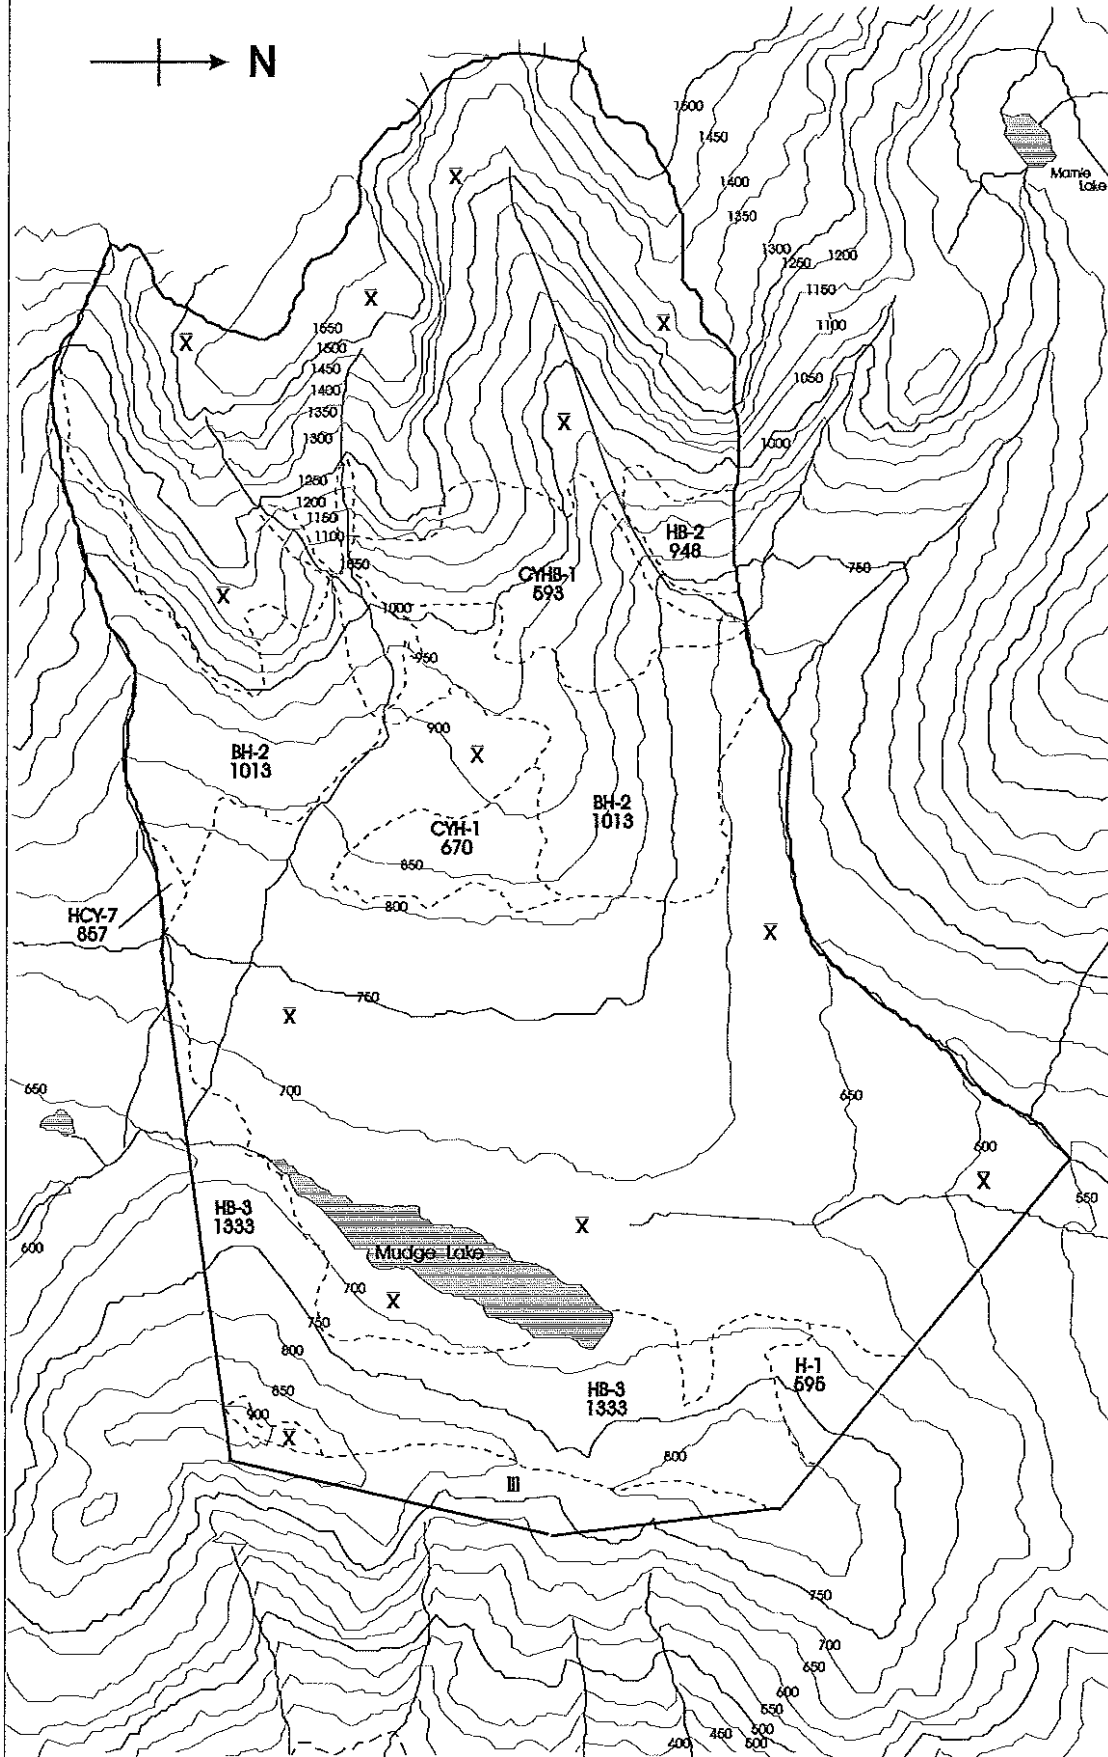 N
1500
1450
1400
1350
1300
1250
1200
1150
1100
1050
1000
Mamie
Lake
X̄
X̄
X̄
X̄
X̄
1550
1500
1450
1400
1350
1300
1250
1200
1150
1100
1050
1000
950
900
HB-2
948
750
CYHB-1
593
X̄
BH-2
1013
X̄
BH-2
1013
CYH-1
670
850
800
HCY-7
857
X̄
750
X̄
650
700
650
600
X̄
550
HB-3
1333
X̄
600
Mudge Lake
700
X̄
750
800
850
900
X̄
HB-3
1333
H-1
595
800
III
750
700
650
600
550
500
500
450
400